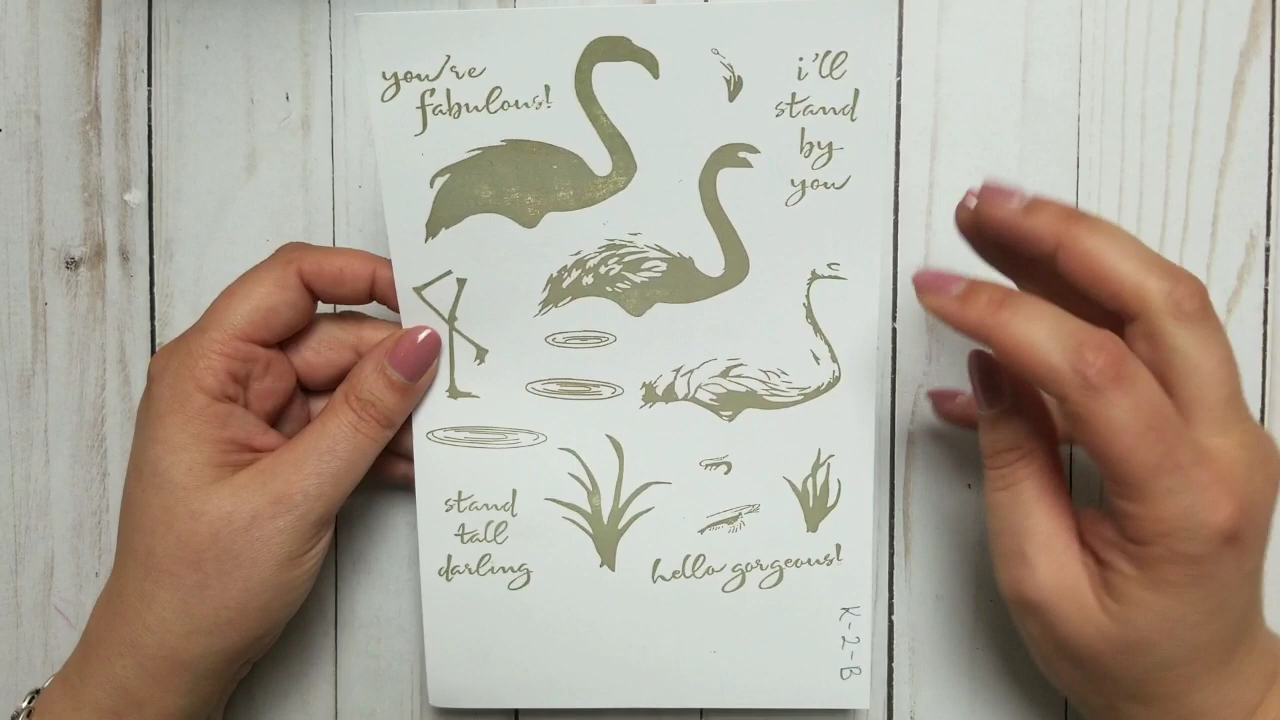 you're
fabulous!
i'll
stand
by
you
stand
tall
darling
hello gorgeous!
K-2-B